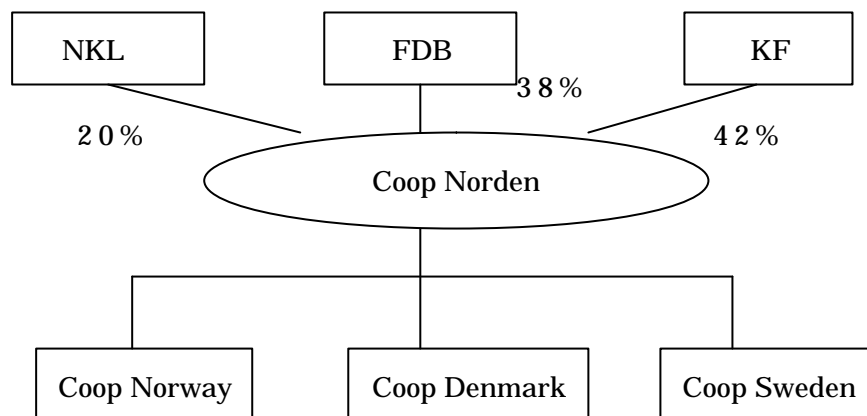 NKL
FDB
KF
38%
20%
42%
Coop Norden
Coop Norway
Coop Denmark
Coop Sweden